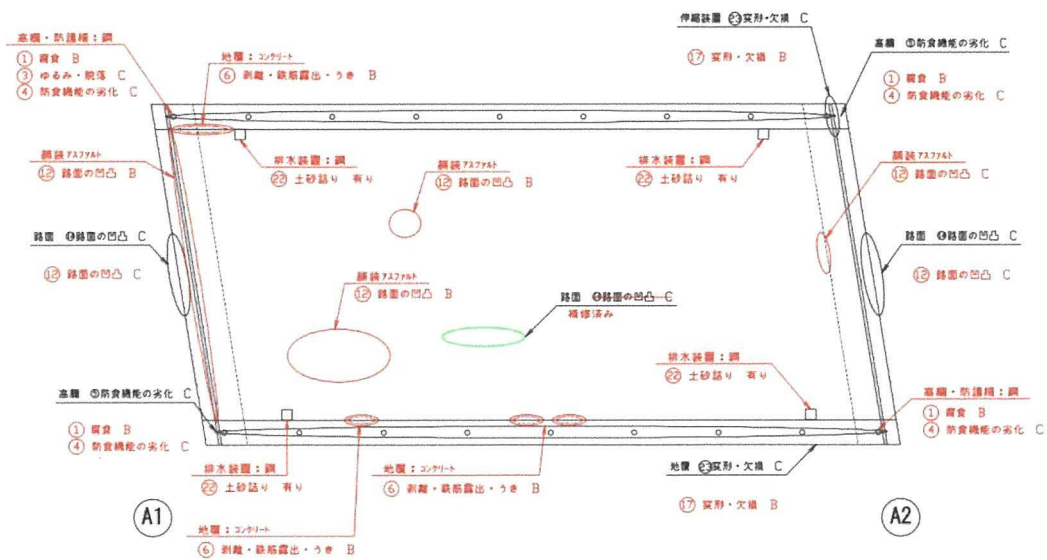 伸縮装置 ㉓変形・欠損 C
高欄・防護柵：鋼
① 腐食 B
③ ゆるみ・脱落 C
④ 防食機能の劣化 C
地覆：コンクリート
⑥ 剥離・鉄筋露出・うき B
⑰ 変形・欠損 B
高欄 ⑤防食機能の劣化 C
① 腐食 B
④ 防食機能の劣化 C
舗装アスファルト
⑫ 路面の凹凸 B
排水装置：鋼
㉒ 土砂詰り 有り
舗装アスファルト
⑫ 路面の凹凸 B
排水装置：鋼
㉒ 土砂詰り 有り
舗装アスファルト
⑫ 路面の凹凸 C
路面 路面の凹凸 C
⑫ 路面の凹凸 C
舗装アスファルト
⑫ 路面の凹凸 B
路面 路面の凹凸 C
補修済み
路面 路面の凹凸 C
⑫ 路面の凹凸 C
高欄 ⑤防食機能の劣化 C
① 腐食 B
④ 防食機能の劣化 C
排水装置：鋼
㉒ 土砂詰り 有り
高欄・防護柵：鋼
① 腐食 B
④ 防食機能の劣化 C
排水装置：鋼
㉒ 土砂詰り 有り
地覆：コンクリート
⑥ 剥離・鉄筋露出・うき B
地覆 ㉓変形・欠損 C
⑰ 変形・欠損 B
A1
地覆：コンクリート
⑥ 剥離・鉄筋露出・うき B
A2